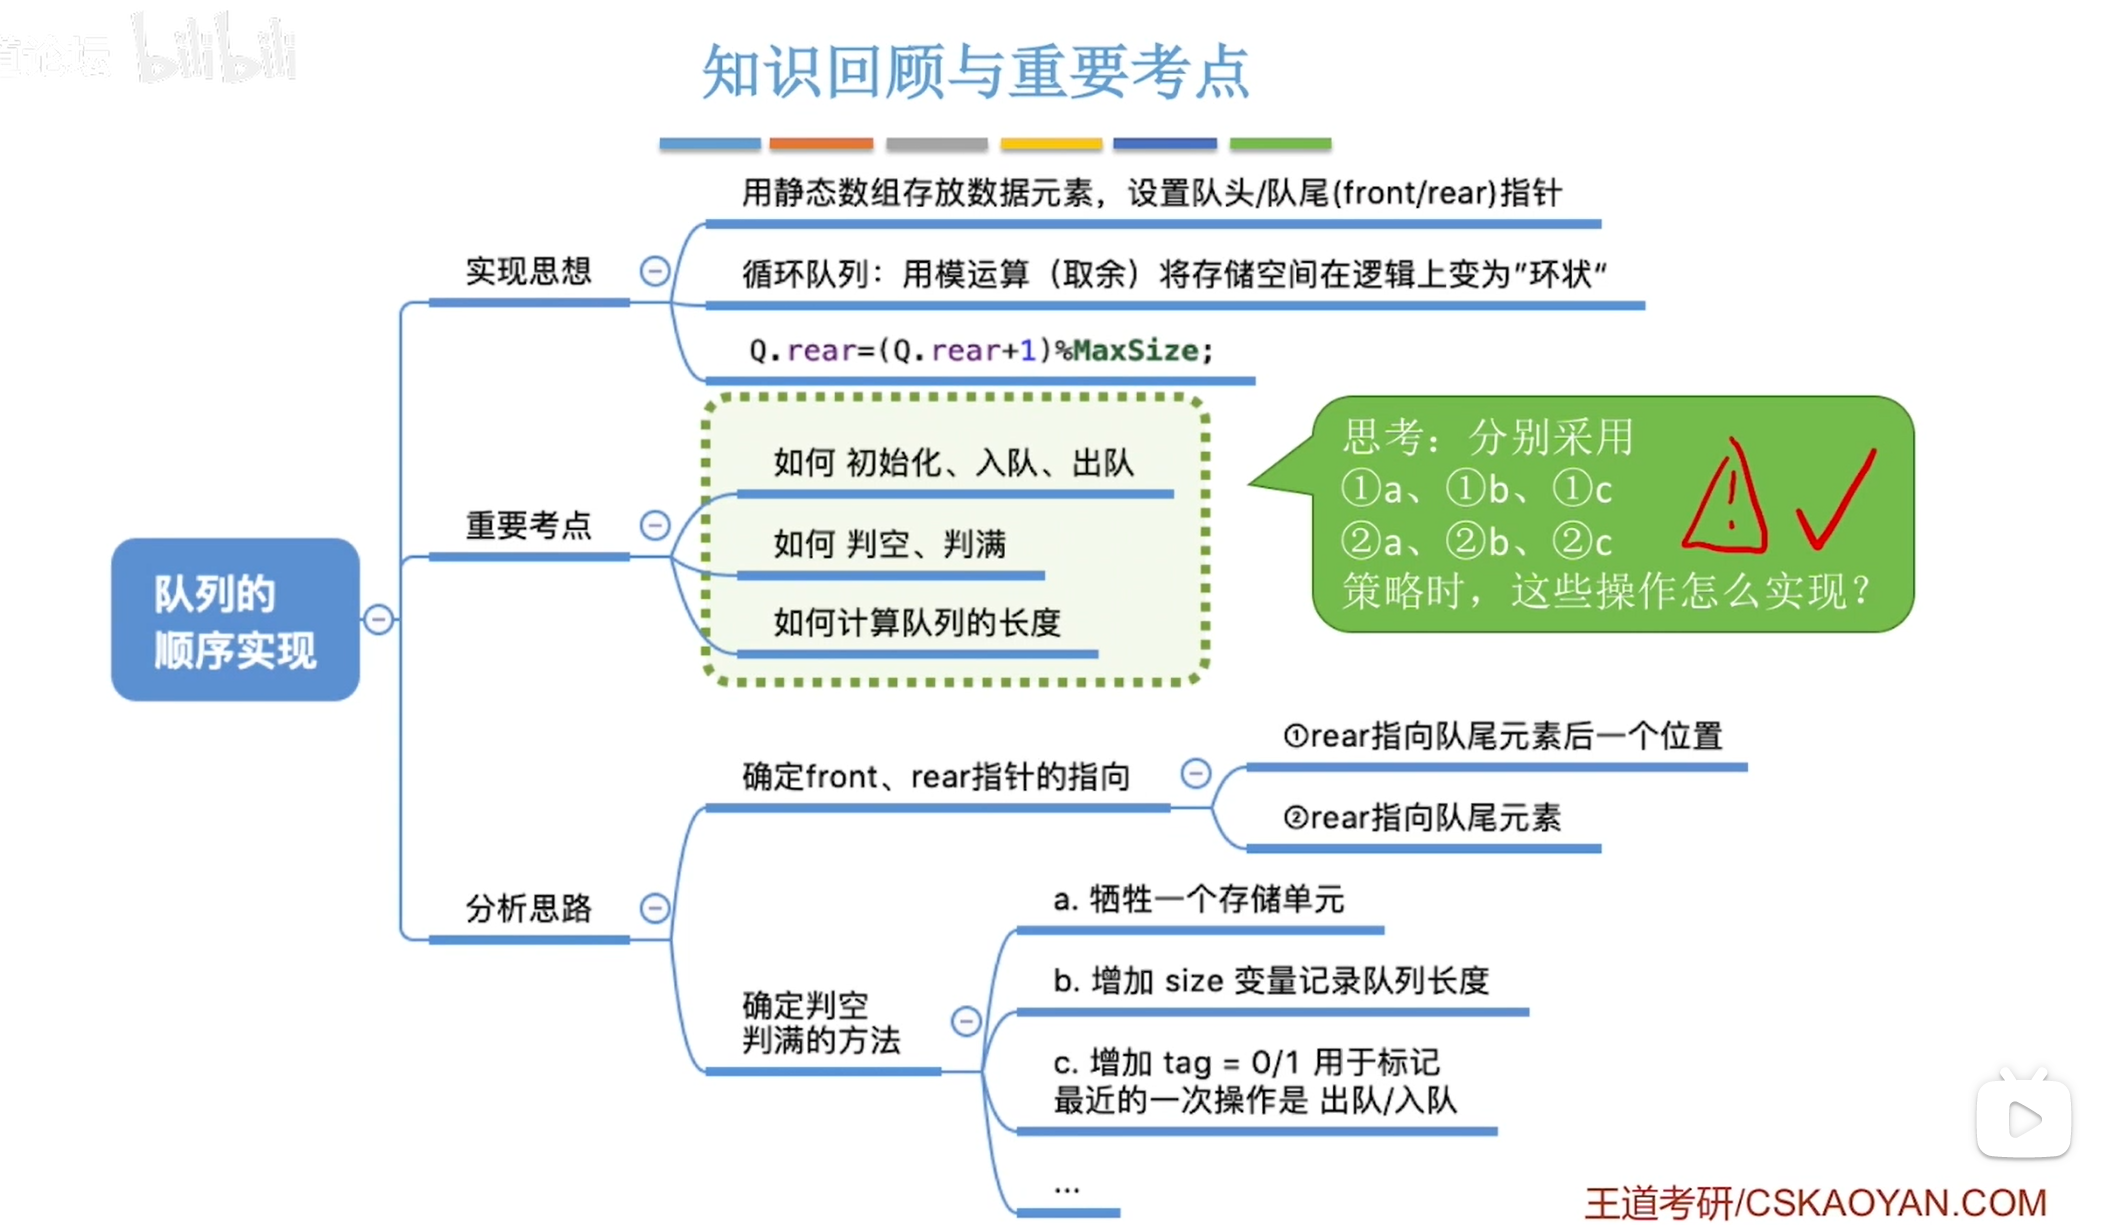 论坛 bilibili
知识回顾与重要考点
用静态数组存放数据元素，设置队头/队尾(front/rear)指针
实现思想
循环队列：用模运算（取余）将存储空间在逻辑上变为"环状"
Q.rear=(Q.rear+1)%MaxSize;
如何 初始化、入队、出队
重要考点
如何 判空、判满
如何计算队列的长度
思考：分别采用
①a、①b、①c
②a、②b、②c
策略时，这些操作怎么实现？
队列的
顺序实现
①rear指向队尾元素后一个位置
确定front、rear指针的指向
②rear指向队尾元素
分析思路
a. 牺牲一个存储单元
b. 增加 size 变量记录队列长度
确定判空
判满的方法
c. 增加 tag = 0/1 用于标记
最近的一次操作是 出队/入队
...
王道考研/CSKAOYAN.COM